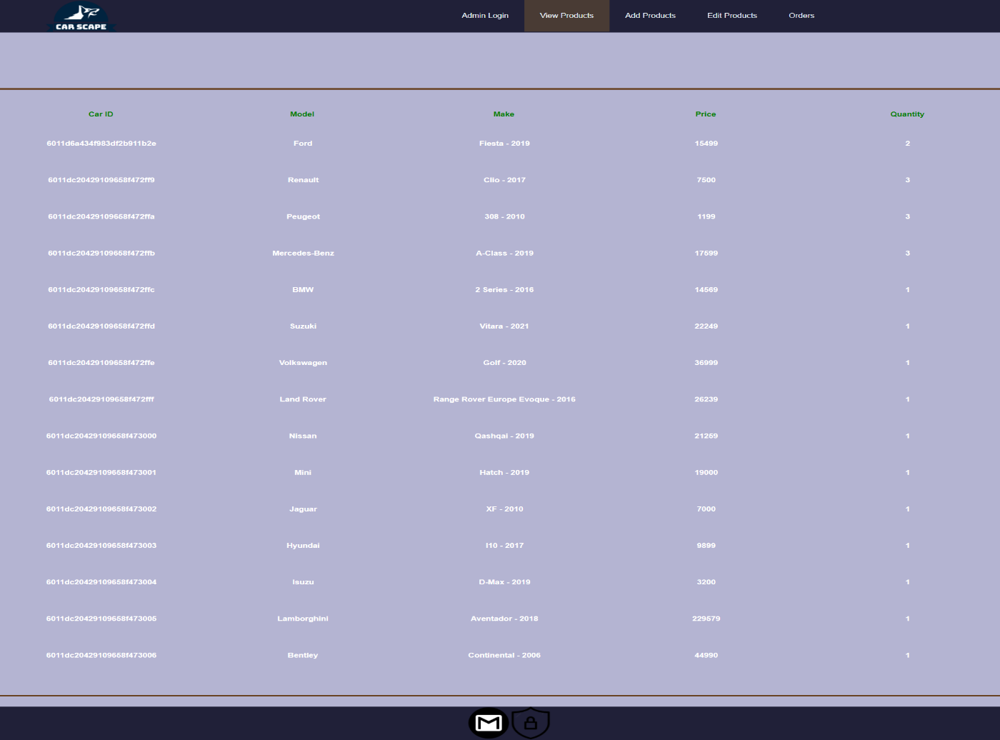 CAR SCAPE
Admin Login View Products Add Products Edit Products Orders
Car ID Model Make Price Quantity
6011d6a434f983df2b911b2e Ford Fiesta - 2019 15499 2
6011dc20429109658f472ff9 Renault Clio - 2017 7500 3
6011dc20429109658f472ffa Peugeot 308 - 2010 1199 3
6011dc20429109658f472ffb Mercedes-Benz A-Class - 2019 17599 3
6011dc20429109658f472ffc BMW 2 Series - 2016 14569 1
6011dc20429109658f472ffd Suzuki Vitara - 2021 22249 1
6011dc20429109658f472ffe Volkswagen Golf - 2020 36999 1
6011dc20429109658f472fff Land Rover Range Rover Europe Evoque - 2016 26239 1
6011dc20429109658f473000 Nissan Qashqai - 2019 21259 1
6011dc20429109658f473001 Mini Hatch - 2019 19000 1
6011dc20429109658f473002 Jaguar XF - 2010 7000 1
6011dc20429109658f473003 Hyundai I10 - 2017 9899 1
6011dc20429109658f473004 Isuzu D-Max - 2019 3200 1
6011dc20429109658f473005 Lamborghini Aventador - 2018 229579 1
6011dc20429109658f473006 Bentley Continental - 2006 44990 1